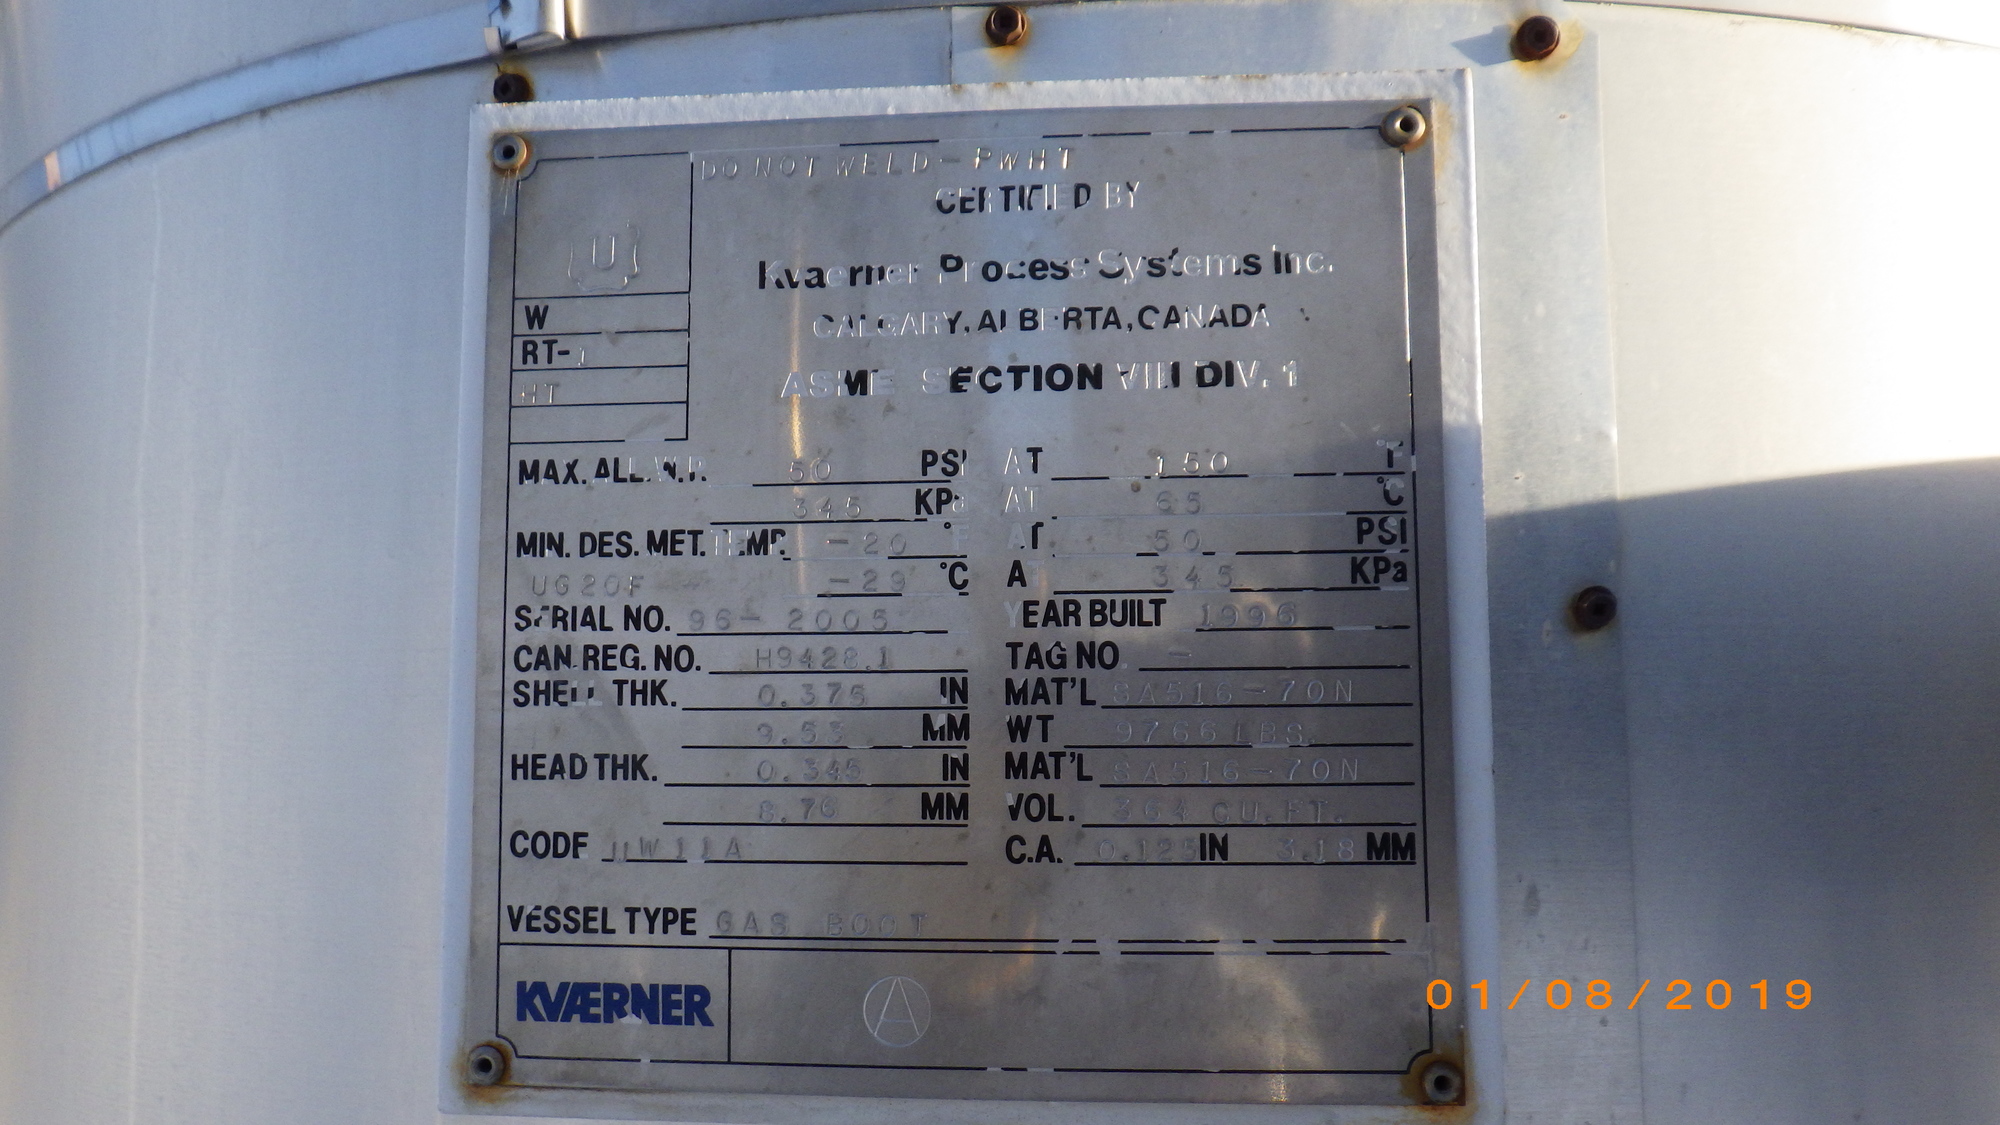 DO NOT WELD - PWHT
CERTIFIED BY
U
Kvaerner Process Systems Inc.
W
CALGARY, ALBERTA, CANADA
RT-1
ASME SECTION VIII DIV. 1
HT
MAX. ALL. W.P. 50 PSI AT 150 °F
345 KPa AT 65 °C
MIN. DES. MET. TEMP. -20 °F AT 50 PSI
UG20F -29 °C AT 345 KPa
SERIAL NO. 96-2005 YEAR BUILT 1996
CAN. REG. NO. H9428.1 TAG NO. -
SHELL THK. 0.375 IN MAT'L SA516-70N
9.53 MM WT 9766 LBS.
HEAD THK. 0.345 IN MAT'L SA516-70N
8.76 MM VOL. 364 CU.FT.
CODE UW11A C.A. 0.125 IN 3.18 MM
VESSEL TYPE GAS BOOT
KVÆRNER A
01/08/2019